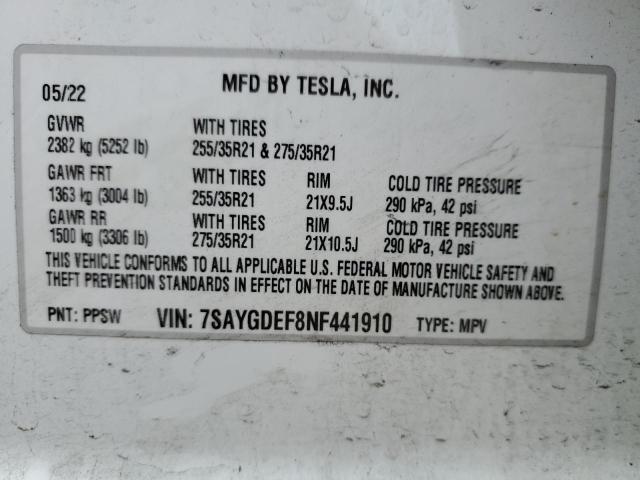 05/22 MFD BY TESLA, INC.
GVWR WITH TIRES
2382 kg (5252 lb) 255/35R21 & 275/35R21
GAWR FRT WITH TIRES RIM COLD TIRE PRESSURE
1363 kg (3004 lb) 255/35R21 21X9.5J 290 kPa, 42 psi
GAWR RR WITH TIRES RIM COLD TIRE PRESSURE
1500 kg (3306 lb) 275/35R21 21X10.5J 290 kPa, 42 psi
THIS VEHICLE CONFORMS TO ALL APPLICABLE U.S. FEDERAL MOTOR VEHICLE SAFETY AND
THEFT PREVENTION STANDARDS IN EFFECT ON THE DATE OF MANUFACTURE SHOWN ABOVE.
PNT: PPSW VIN: 7SAYGDEF8NF441910 TYPE: MPV